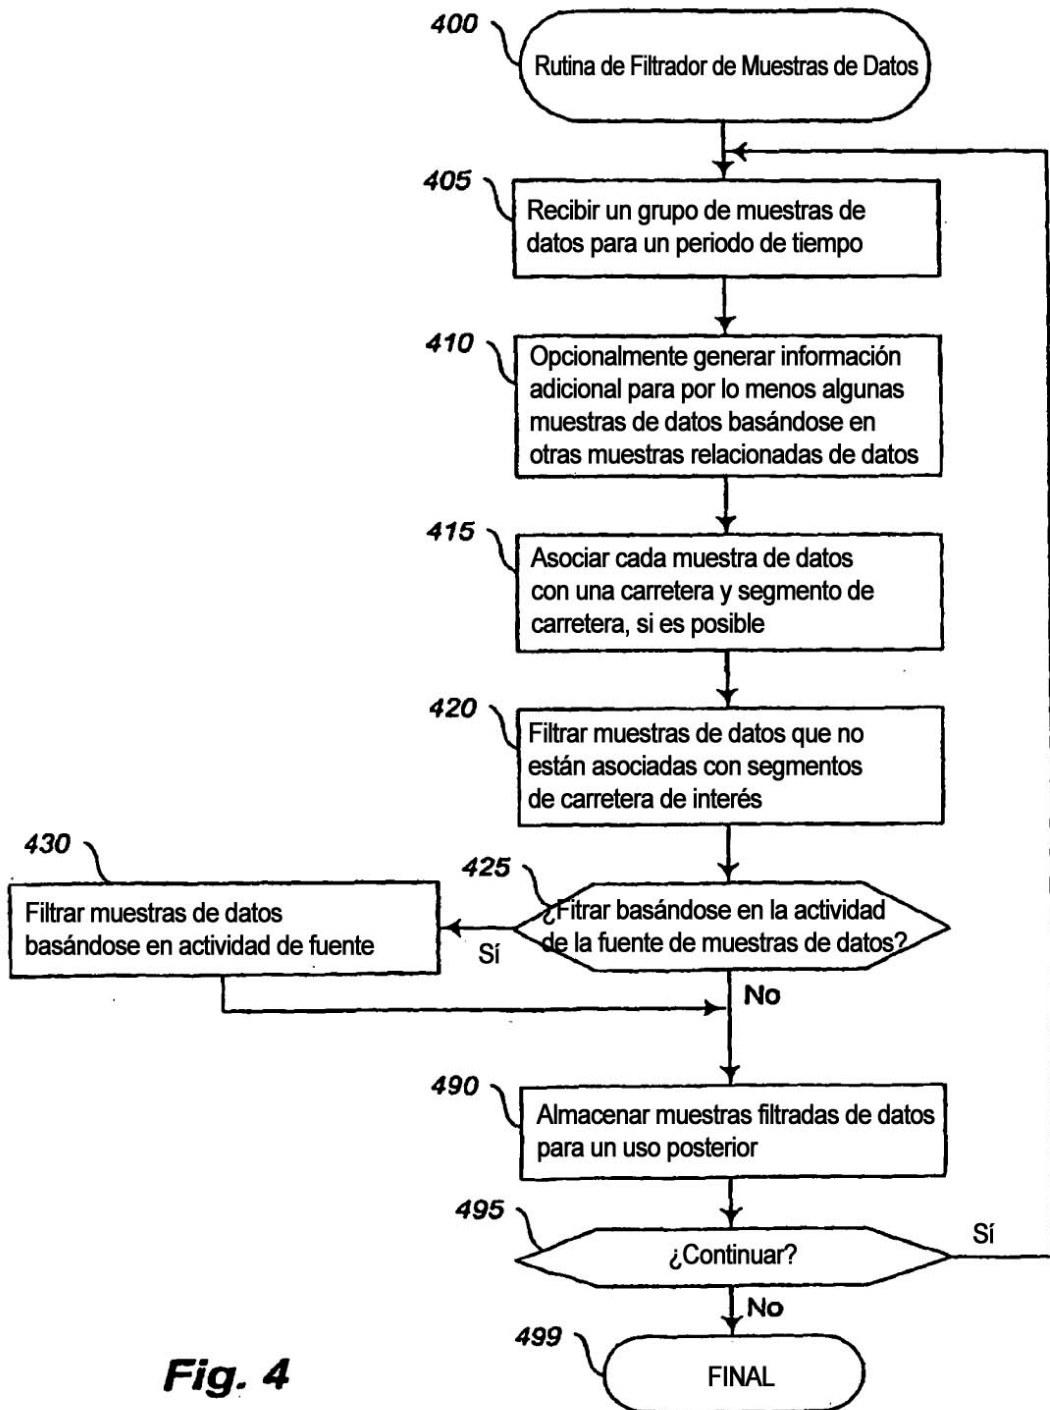 400
Rutina de Filtrador de Muestras de Datos
405
Recibir un grupo de muestras de
datos para un periodo de tiempo
410
Opcionalmente generar información
adicional para por lo menos algunas
muestras de datos basándose en
otras muestras relacionadas de datos
415
Asociar cada muestra de datos
con una carretera y segmento de
carretera, si es posible
420
Filtrar muestras de datos que no
están asociadas con segmentos
de carretera de interés
430
Filtrar muestras de datos
basándose en actividad de fuente
425
¿Fitrar basándose en la actividad
de la fuente de muestras de datos?
Sí
No
490
Almacenar muestras filtradas de datos
para un uso posterior
495
¿Continuar?
Sí
No
499
FINAL
Fig. 4